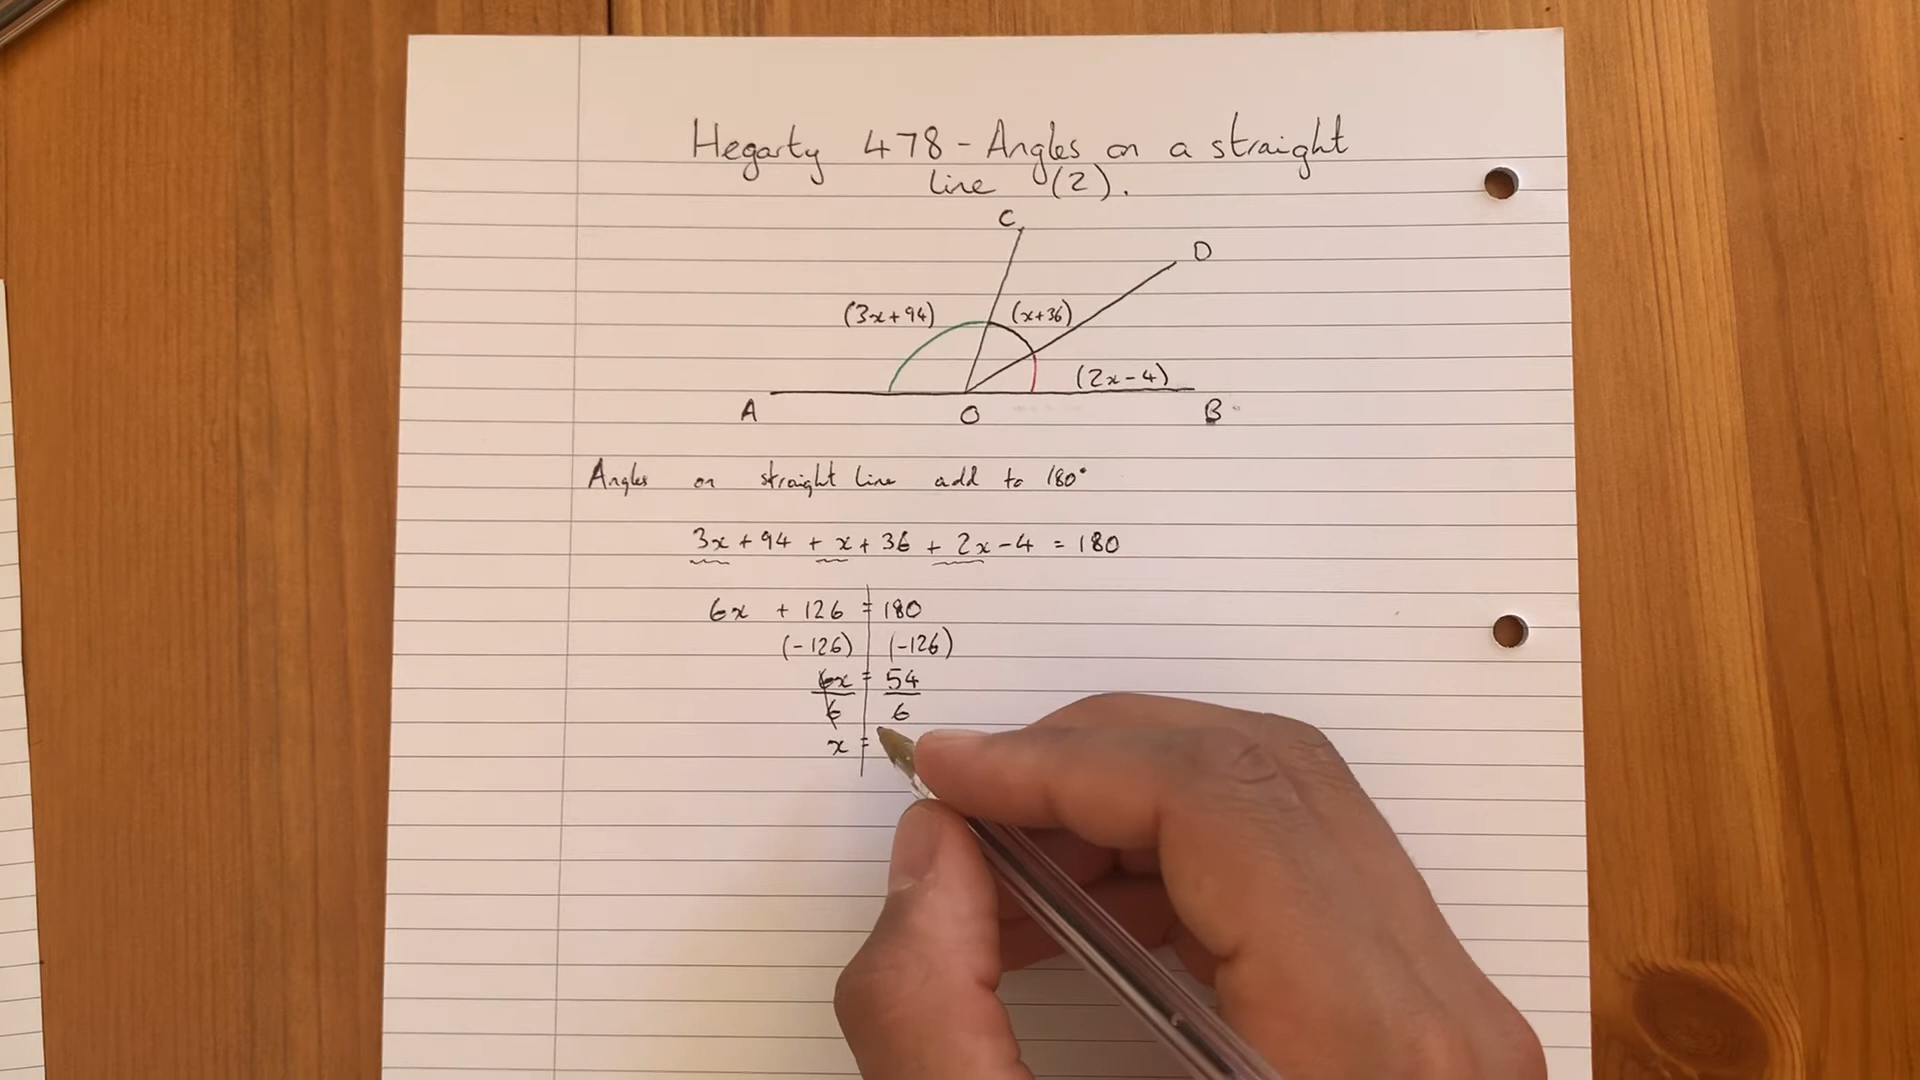 Hegarty 478 - Angles on a straight
line (2).
C
D
(3x+94)
(x+36)
(2x-4)
A
O
B
Angles on straight line add to 180°
3x + 94 + x + 36 + 2x - 4 = 180
6x + 126 = 180
(-126) (-126)
6x = 54
6 6
x =